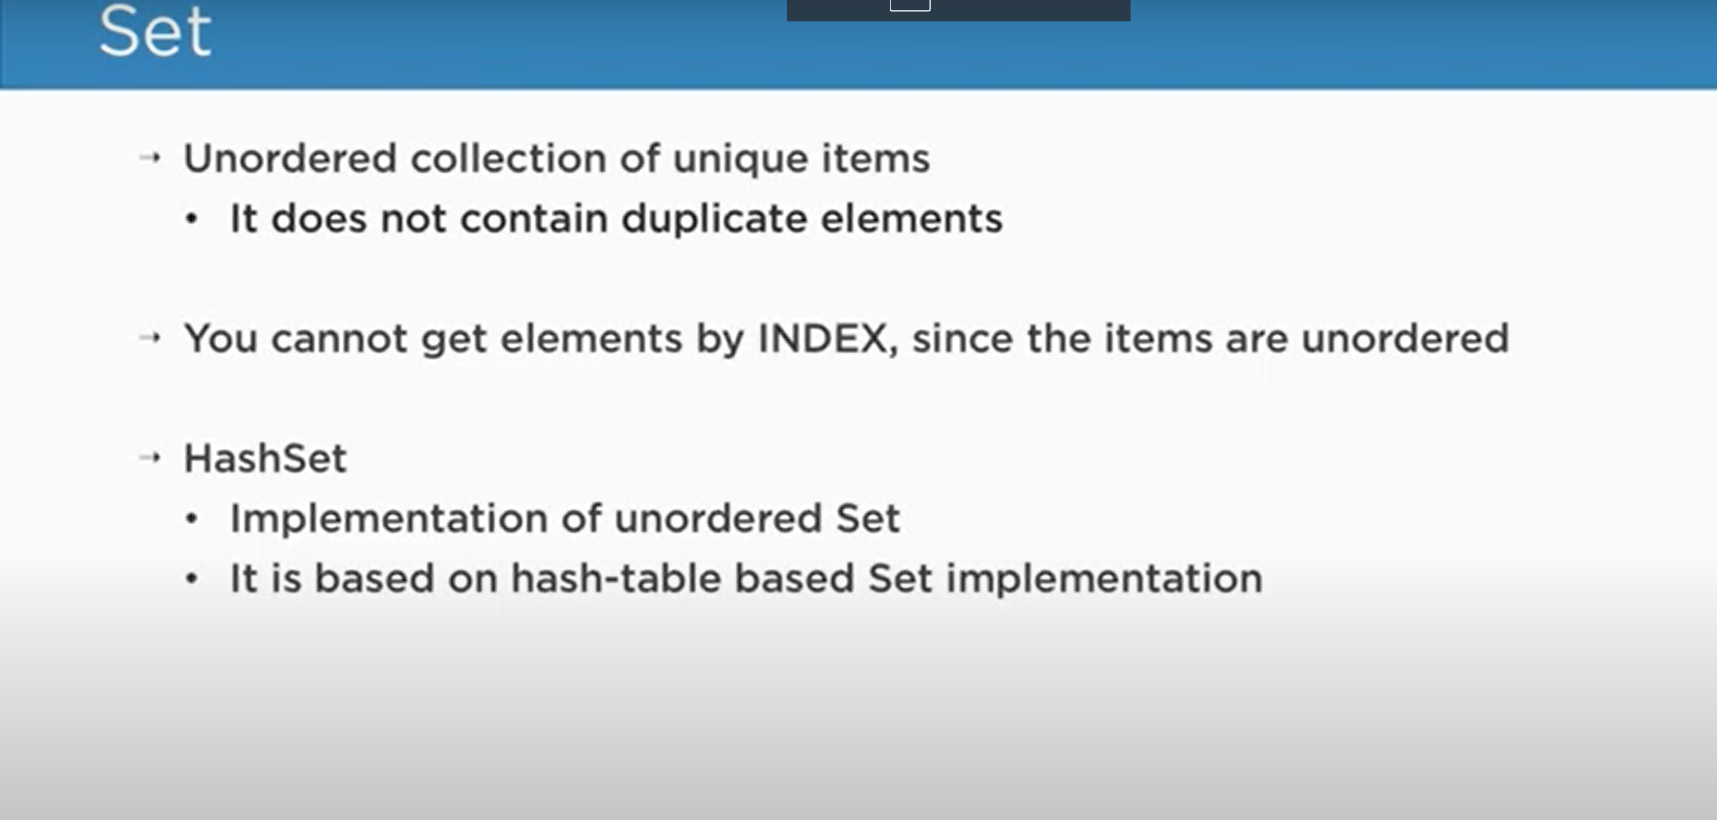 Set
→ Unordered collection of unique items
• It does not contain duplicate elements
→ You cannot get elements by INDEX, since the items are unordered
→ HashSet
• Implementation of unordered Set
• It is based on hash-table based Set implementation